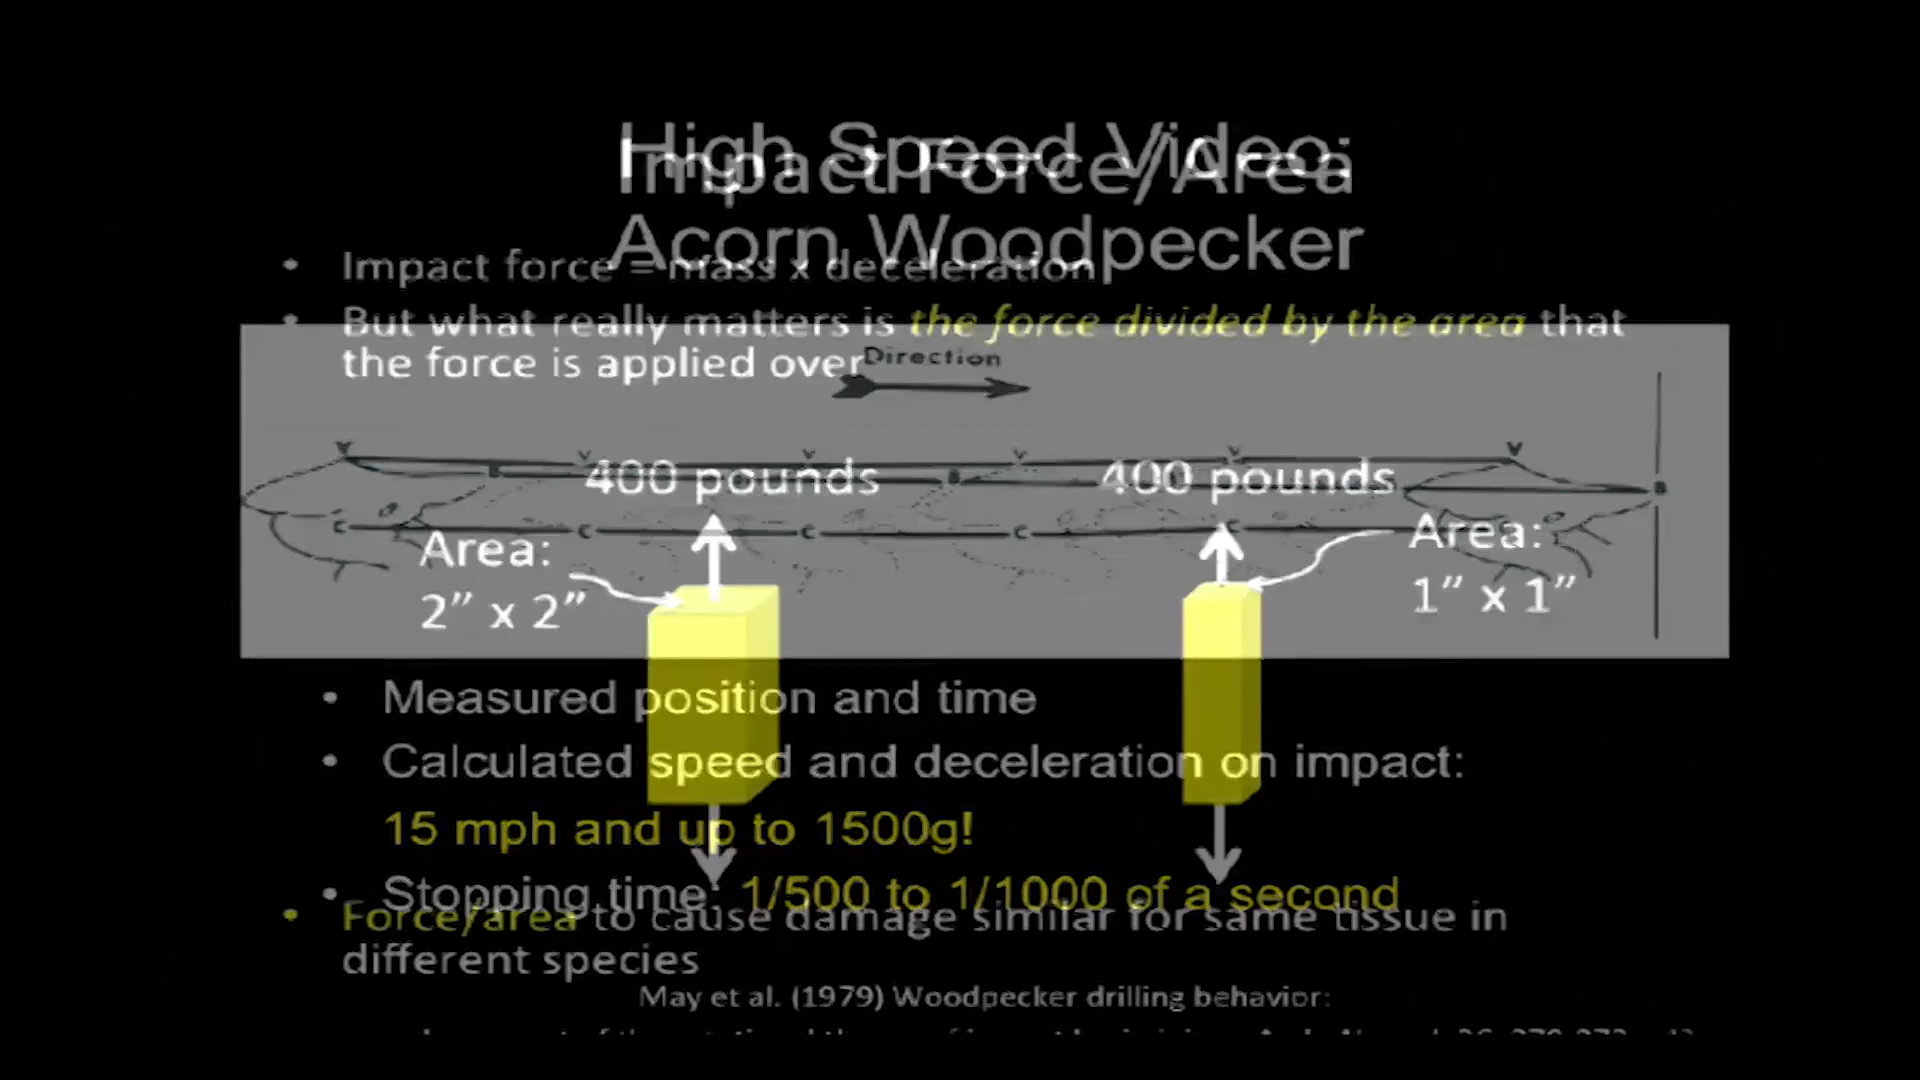 High Speed Video:
Acorn Woodpecker
Impact Force/Area
• Impact force = mass x deceleration
• But what really matters is the force divided by the area that
the force is applied over
Direction
V V V V V V
B B B
C C C C C
400 pounds 400 pounds
Area:
2” x 2”
Area:
1” x 1”
• Measured position and time
• Calculated speed and deceleration on impact:
15 mph and up to 1500g!
• Stopping time: 1/500 to 1/1000 of a second
• Force/area to cause damage similar for same tissue in
different species
May et al. (1979) Woodpecker drilling behavior: